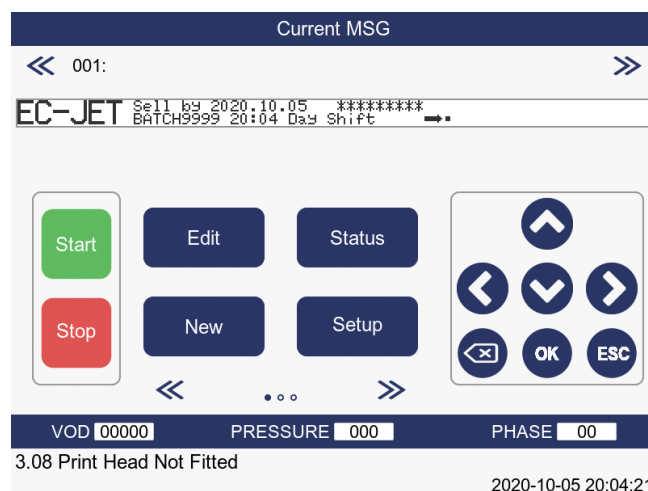 Current MSG
001:
EC-JET Sell by 2020.10.05 *********
BATCH9999 20:04 Day Shift
Start Edit Status
Stop New Setup
OK ESC
VOD 00000 PRESSURE 000 PHASE 00
3.08 Print Head Not Fitted
2020-10-05 20:04:21